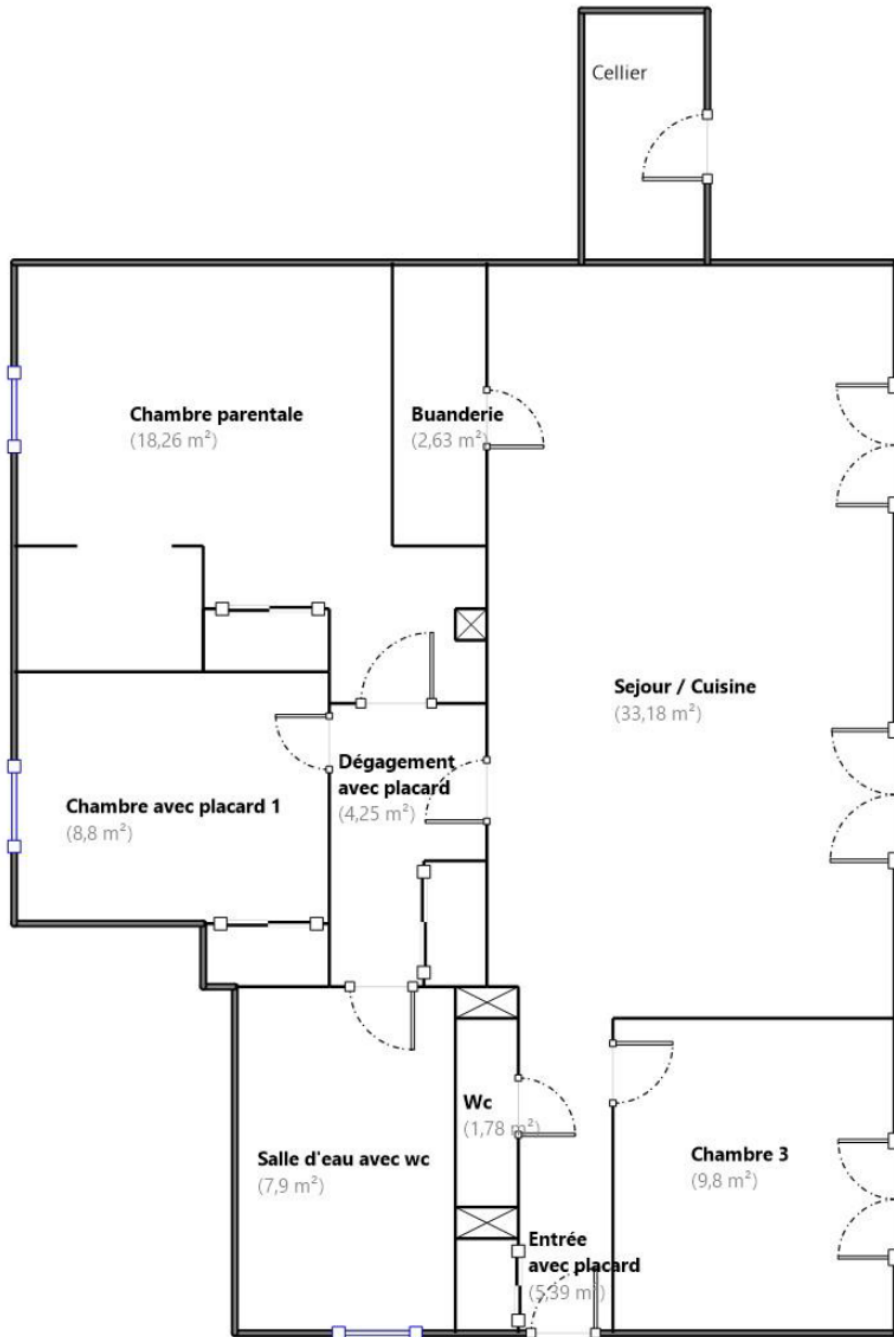 Cellier
Chambre parentale
(18,26 m²)
Buanderie
(2,63 m²)
Sejour / Cuisine
(33,18 m²)
Dégagement
avec placard
(4,25 m²)
Chambre avec placard 1
(8,8 m²)
Wc
(1,78 m²)
Salle d'eau avec wc
(7,9 m²)
Chambre 3
(9,8 m²)
Entrée
avec placard
(5,39 m²)